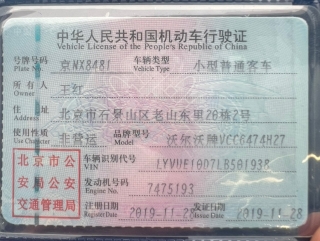 中华人民共和国机动车行驶证
Vehicle License of the People's Republic of China
号牌号码 京NX8481 车辆类型 小型普通客车
Plate No. Vehicle Type
所有人 王红
Owner
住址 北京市石景山区老山东里26栋2号
Address
使用性质 非营运 品牌型号 沃尔沃牌VCC6474H27
Use Character Model
北京市公 车辆识别代号 LYVUE10D7LB501938
VIN
安局公安 发动机号码 7475193
Engine No.
交通管理局 注册日期 2019-11-28 发证日期 2019-11-28
Register Date Issue Date